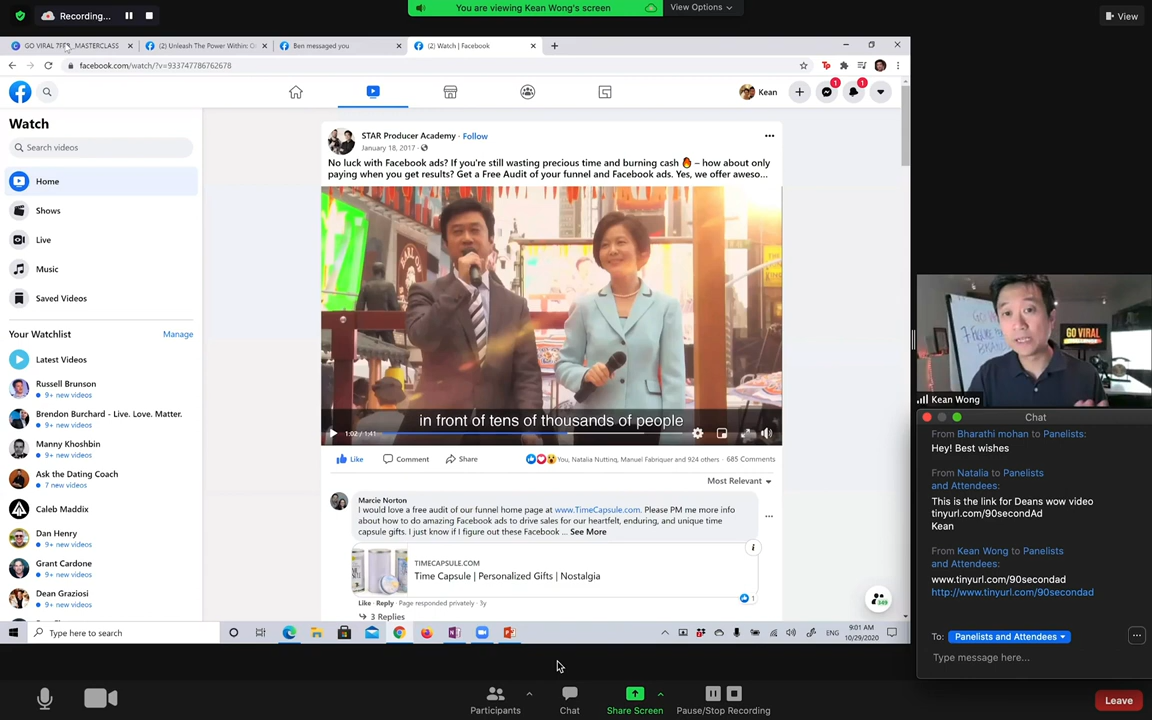 Recording...
You are viewing Kean Wong's screen
View Options
View
(2) Unleash The Power Within: O
Ben messaged you
(2) Watch | Facebook
facebook.com/watch/?v=933747786762678
Kean
1
1
Watch
Search videos
Home
Shows
Live
Music
Saved Videos
Your Watchlist
Manage
Latest Videos
Russell Brunson
9+ new videos
Brendon Burchard - Live. Love. Matter.
9+ new videos
Manny Khoshbin
9+ new videos
Ask the Dating Coach
7 new videos
Caleb Maddix
Dan Henry
9+ new videos
Grant Cardone
9+ new videos
Dean Graziosi
9+ new videos
STAR Producer Academy · Follow
January 18, 2017 ·
No luck with Facebook ads? If you're still wasting precious time and burning cash 🔥 – how about only
paying when you get results? Get a Free Audit of your funnel and Facebook ads. Yes, we offer aweso...
in front of tens of thousands of people
1:02 / 1:41
Like
Comment
Share
You, Natalia Nutting, Manuel Fabriquer and 924 others · 685 Comments
Most Relevant
Marcie Norton
I would love a free audit of our funnel home page at www.TimeCapsule.com. Please PM me more info
about how to do amazing Facebook ads to drive sales for our heartfelt, enduring, and unique time
capsule gifts. I just know if I figure out these Facebook ... See More
TIMECAPSULE.COM
Time Capsule | Personalized Gifts | Nostalgia
1
Like · Reply · Page responded privately · 3y
3 Replies
Type here to search
ENG
9:01 AM
10/29/2020
GO VIRAL
Kean Wong
Chat
From Bharathi mohan to Panelists:
Hey! Best wishes
From Natalia to Panelists
and Attendees:
This is the link for Deans wow video
tinyurl.com/90secondAd
Kean
From Kean Wong to Panelists
and Attendees:
www.tinyurl.com/90secondad
http://www.tinyurl.com/90secondad
To: Panelists and Attendees
Type message here...
Participants
Chat
Share Screen
Pause/Stop Recording
Leave